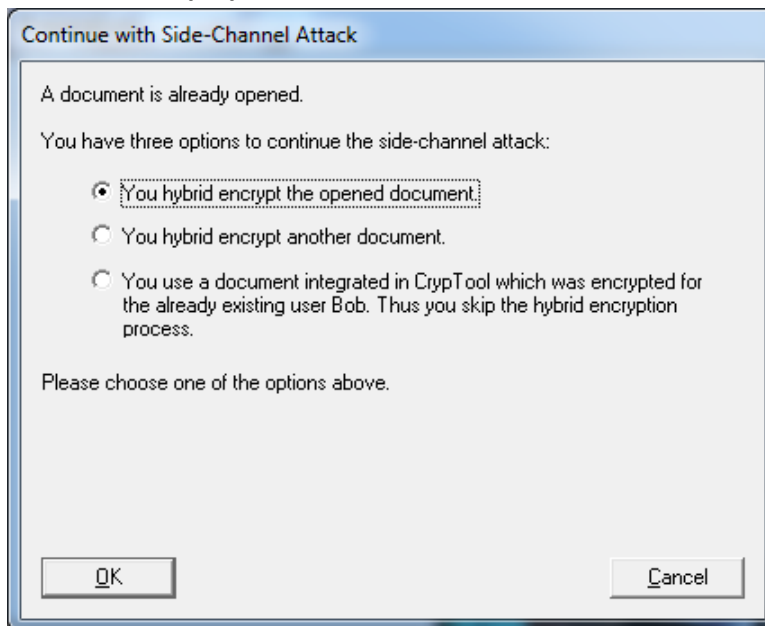 Continue with Side-Channel Attack
A document is already opened.
You have three options to continue the side-channel attack:
You hybrid encrypt the opened document.
You hybrid encrypt another document.
You use a document integrated in CrypTool which was encrypted for
the already existing user Bob. Thus you skip the hybrid encryption
process.
Please choose one of the options above.
OK
Cancel